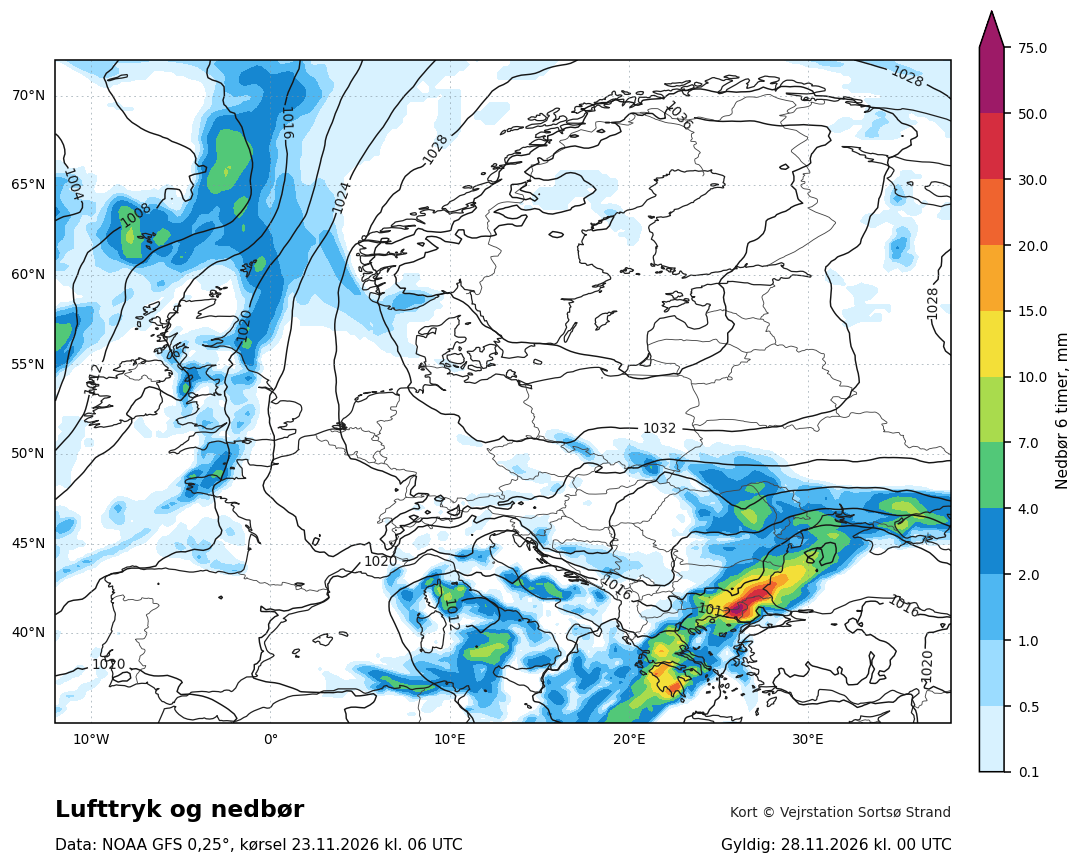 75.0
50.0
30.0
20.0
15.0
10.0
7.0
4.0
2.0
1.0
0.5
0.1
Nedbør 6 timer, mm
70°N
65°N
60°N
55°N
50°N
45°N
40°N
10°W
0°
10°E
20°E
30°E
1028
1036
1016
1028
1004
1024
1008
1028
1020
1012
1032
1020
1016
1012
1012
1016
1020
1020
Lufttryk og nedbør
Kort © Vejrstation Sortsø Strand
Data: NOAA GFS 0,25°, kørsel 23.11.2026 kl. 06 UTC
Gyldig: 28.11.2026 kl. 00 UTC